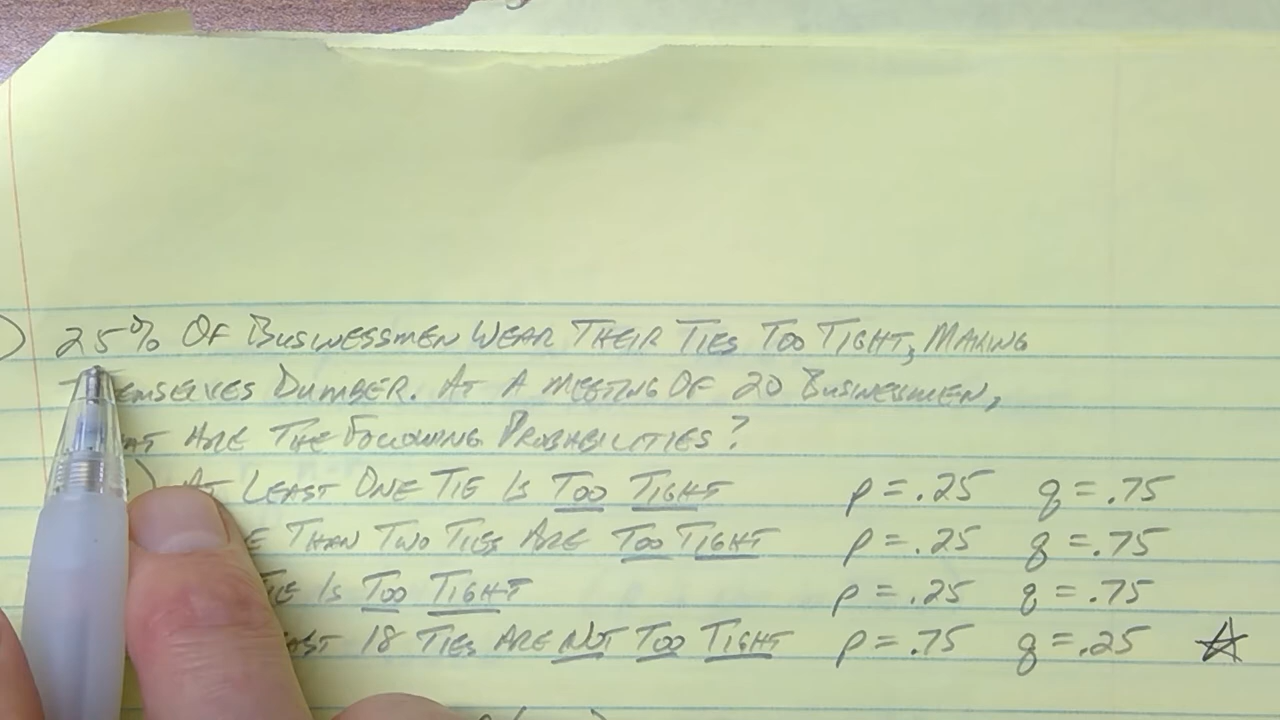 ) 25% OF BUSINESSMEN WEAR THEIR TIES TOO TIGHT, MAKING
THEMSELVES DUMBER. AT A MEETING OF 20 BUSINESSMEN,
ARE THE FOLLOWING PROBABILITIES?
) AT LEAST ONE TIE IS TOO TIGHT p = .25 q = .75
THAN TWO TIES ARE TOO TIGHT p = .25 q = .75
IS TOO TIGHT p = .25 q = .75
18 TIES ARE NOT TOO TIGHT p = .75 q = .25 ☆